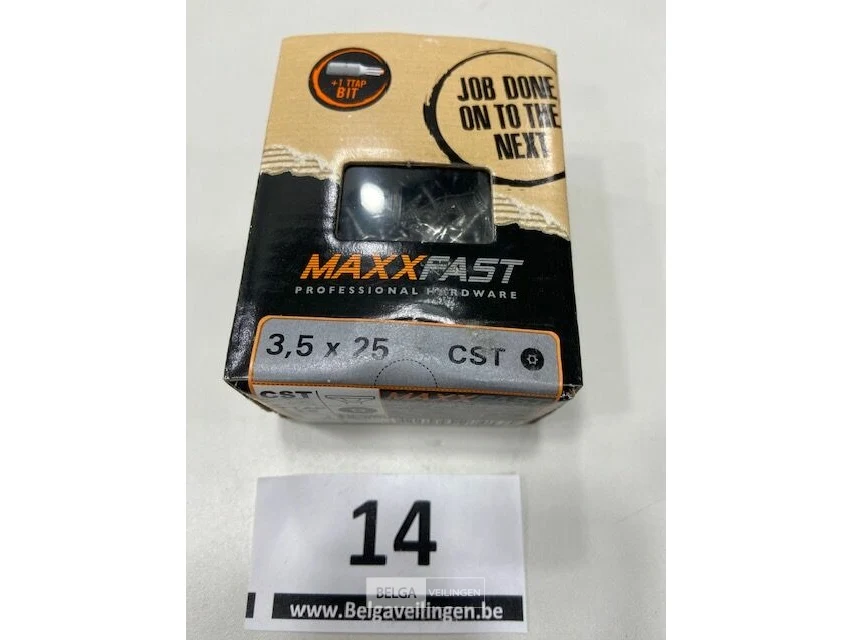 +1 TTAP
BIT
JOB DONE
ON TO THE
NEXT
MAXXFAST
PROFESSIONAL HARDWARE
3,5 x 25 CST
CST
14
BELGA VEILINGEN
www.Belgaveilingen.be